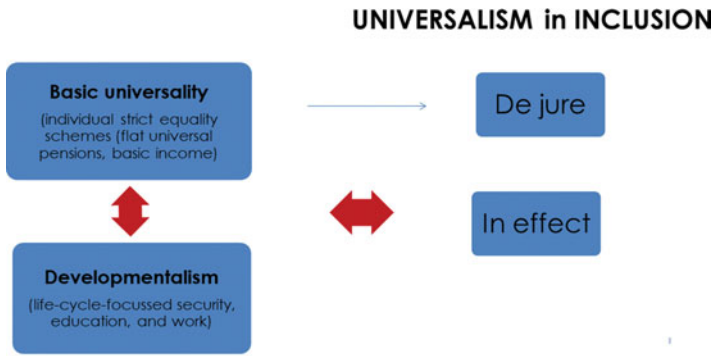 UNIVERSALISM in INCLUSION
Basic universality
(individual strict equality
schemes (flat universal
pensions, basic income)
De jure
In effect
Developmentalism
(life-cycle-focussed security,
education, and work)